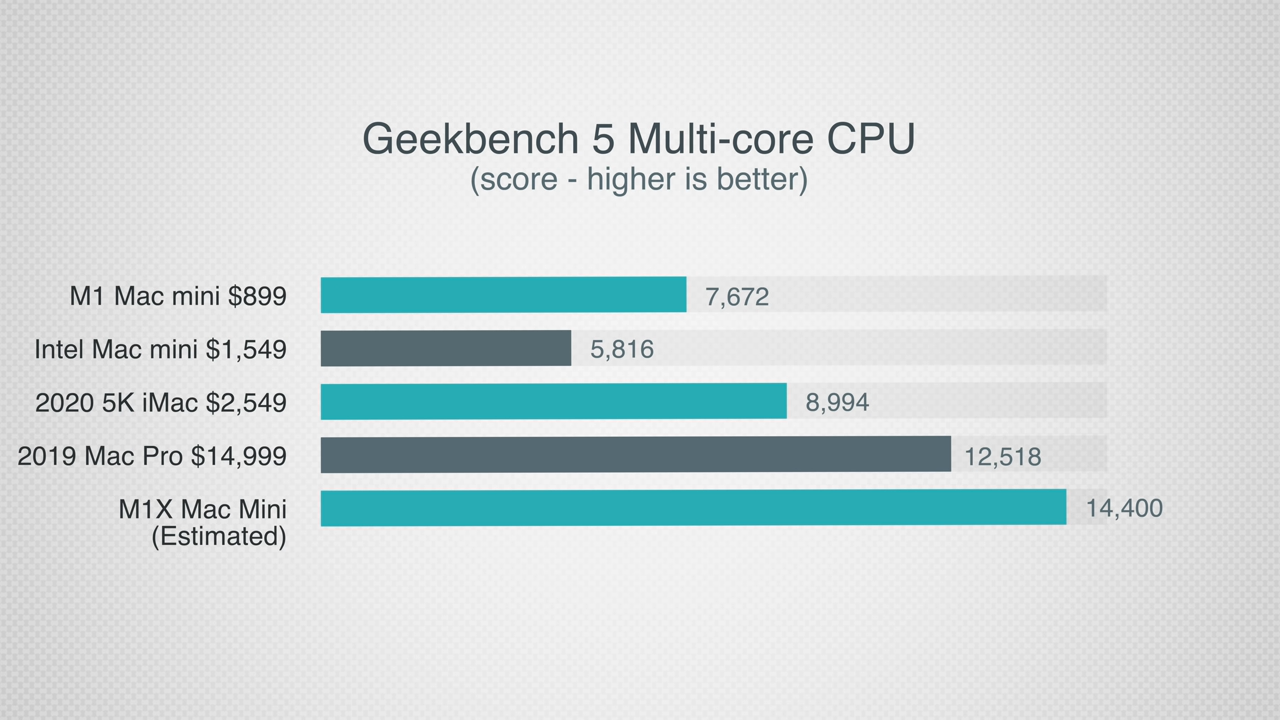 Geekbench 5 Multi-core CPU
(score - higher is better)
M1 Mac mini $899 7,672
Intel Mac mini $1,549 5,816
2020 5K iMac $2,549 8,994
2019 Mac Pro $14,999 12,518
M1X Mac Mini 14,400
(Estimated)